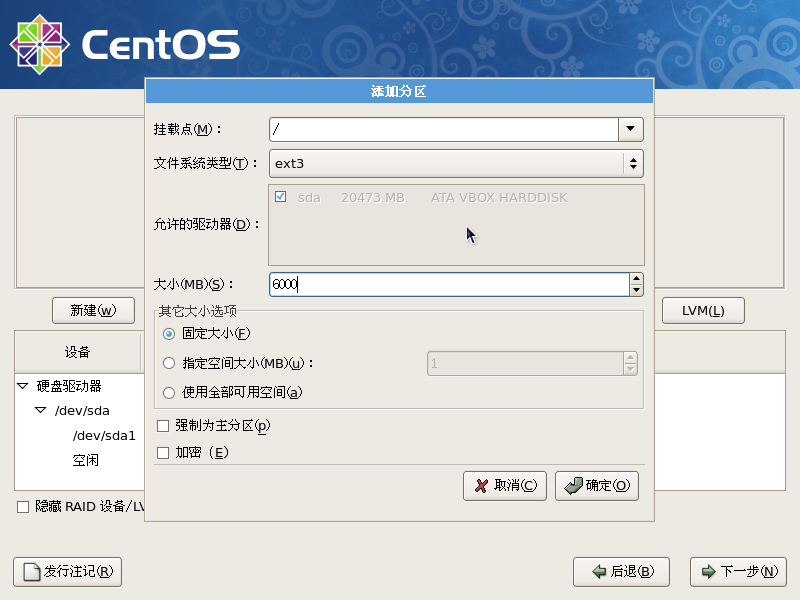 CentOS
添加分区
挂载点(M)：
/
文件系统类型(T)：
ext3
允许的驱动器(D)：
sda 20473 MB ATA VBOX HARDDISK
大小(MB)(S)：
6000
其它大小选项
固定大小(F)
指定空间大小(MB)(u)：
1
使用全部可用空间(a)
强制为主分区(p)
加密（E）
取消(C)
确定(O)
新建(w)
LVM(L)
设备
硬盘驱动器
/dev/sda
/dev/sda1
空闲
隐藏 RAID 设备/LV
发行注记(R)
后退(B)
下一步(N)